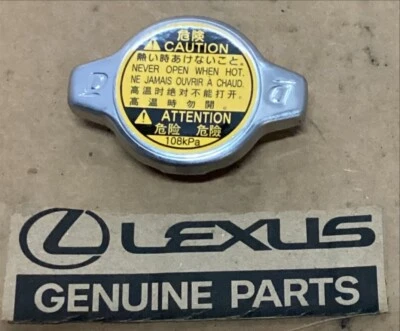 危険
CAUTION
熱い時あけないこと。
NEVER OPEN WHEN HOT.
NE JAMAIS OUVRIR À CHAUD.
高温时绝对不能打开.
高温時勿開。
ATTENTION
危险 危險
108kPa
LEXUS
GENUINE PARTS